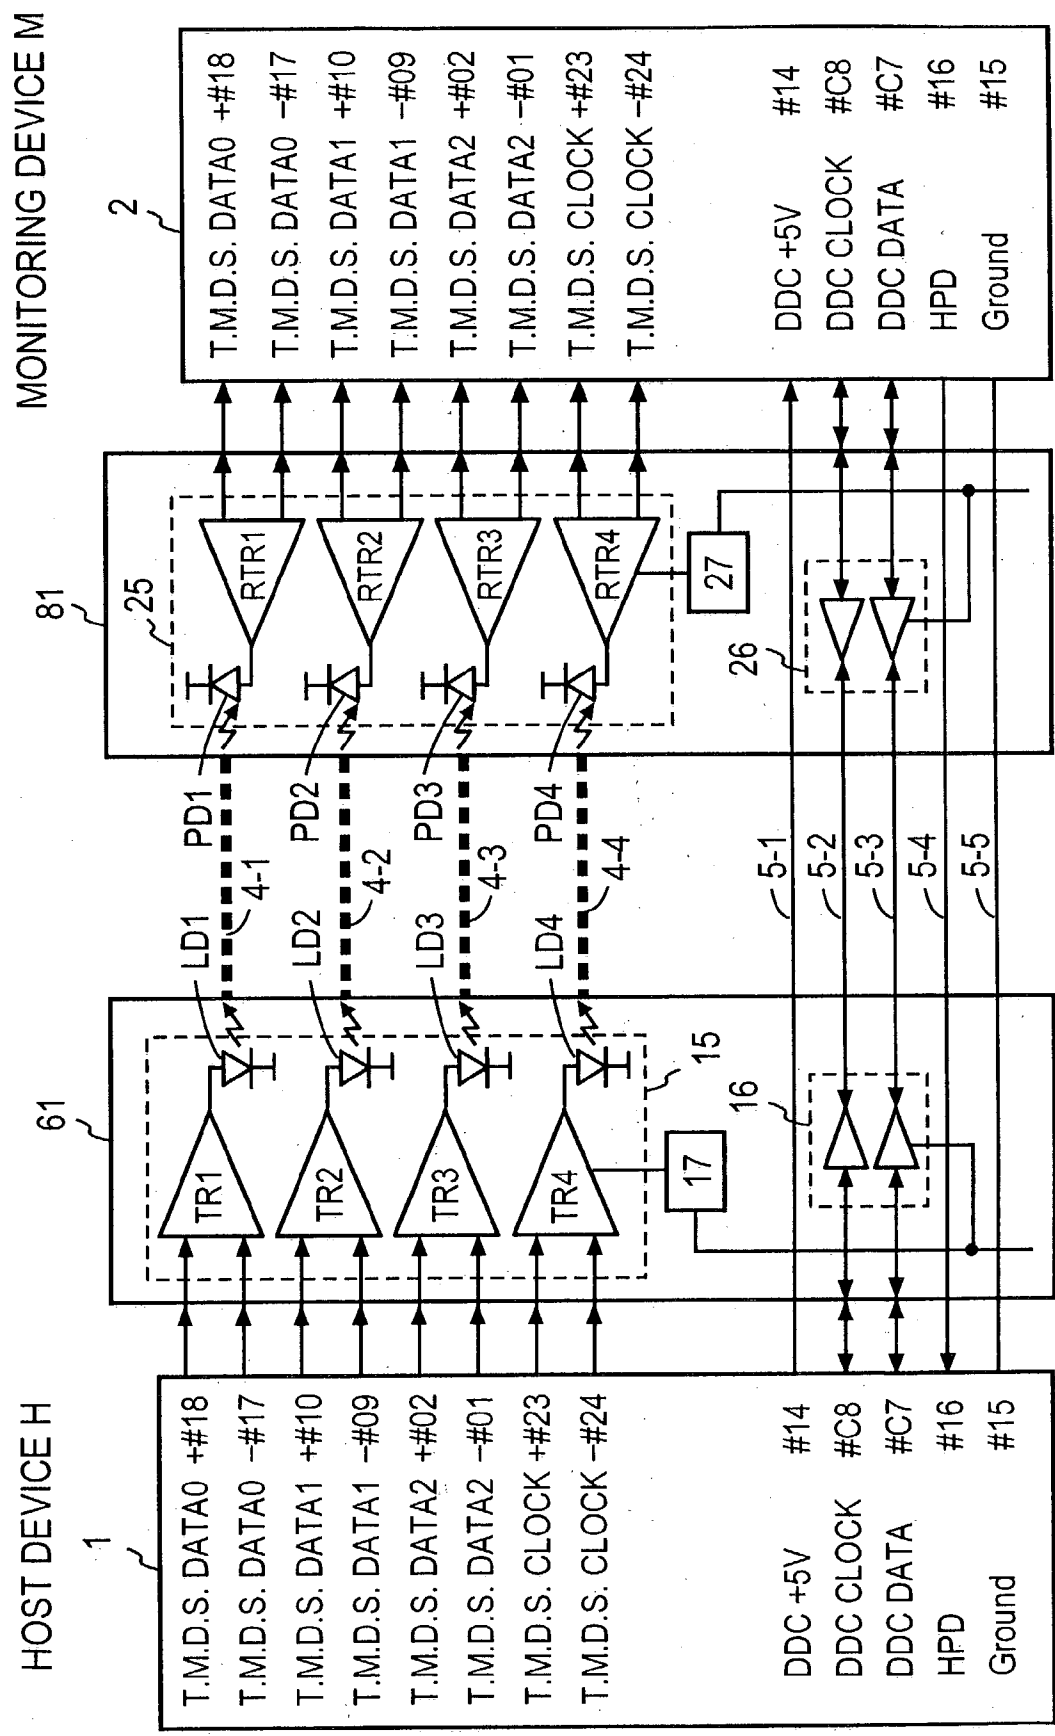 HOST DEVICE H
MONITORING DEVICE M
1
61
81
2
T.M.D.S. DATA0 +#18
T.M.D.S. DATA0 –#17
T.M.D.S. DATA1 +#10
T.M.D.S. DATA1 –#09
T.M.D.S. DATA2 +#02
T.M.D.S. DATA2 –#01
T.M.D.S. CLOCK +#23
T.M.D.S. CLOCK –#24
DDC +5V #14
DDC CLOCK #C8
DDC DATA #C7
HPD #16
Ground #15
TR1
TR2
TR3
TR4
LD1
LD2
LD3
LD4
15
17
16
4-1
4-2
4-3
4-4
5-1
5-2
5-3
5-4
5-5
PD1
PD2
PD3
PD4
25
RTR1
RTR2
RTR3
RTR4
27
26
T.M.D.S. DATA0 +#18
T.M.D.S. DATA0 –#17
T.M.D.S. DATA1 +#10
T.M.D.S. DATA1 –#09
T.M.D.S. DATA2 +#02
T.M.D.S. DATA2 –#01
T.M.D.S. CLOCK +#23
T.M.D.S. CLOCK –#24
DDC +5V #14
DDC CLOCK #C8
DDC DATA #C7
HPD #16
Ground #15